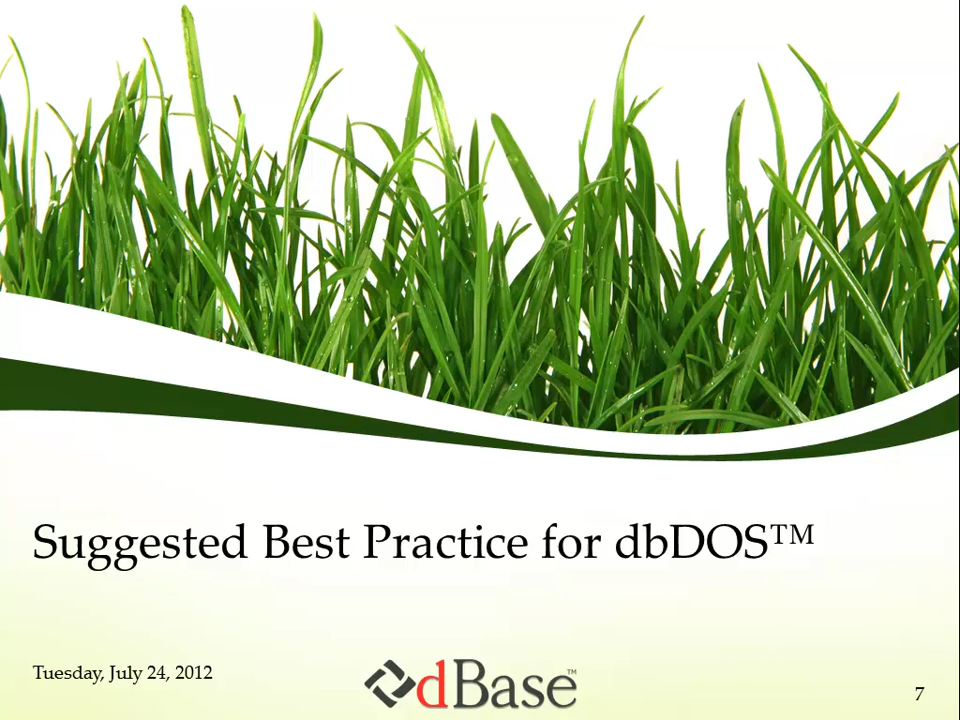 Suggested Best Practice for dbDOS™
Tuesday, July 24, 2012
dBase™
7